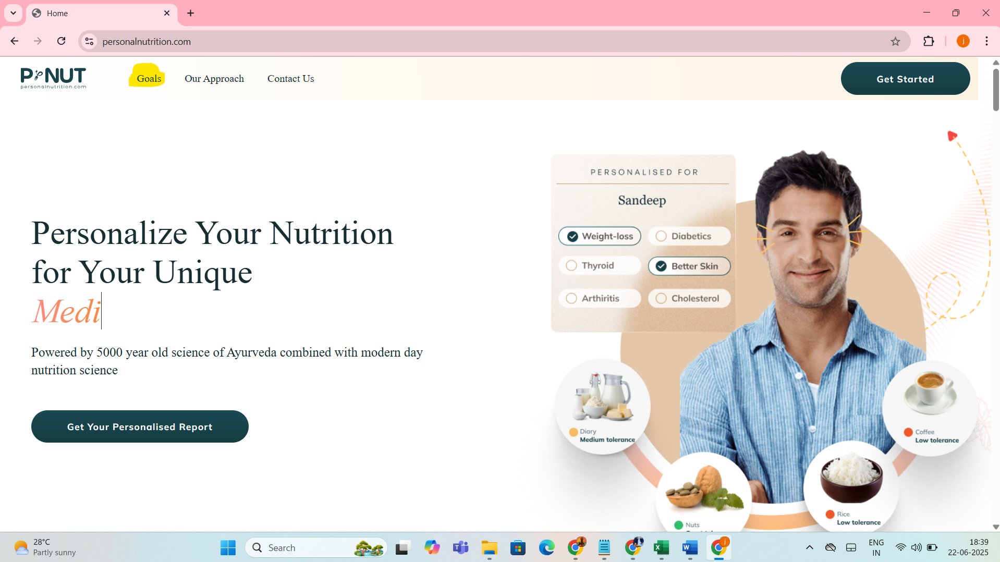 Home
personalnutrition.com
P NUT
personalnutrition.com
Goals
Our Approach
Contact Us
Get Started
Personalize Your Nutrition
for Your Unique
Medi
Powered by 5000 year old science of Ayurveda combined with modern day
nutrition science
Get Your Personalised Report
PERSONALISED FOR
Sandeep
Weight-loss
Diabetics
Thyroid
Better Skin
Arthiritis
Cholesterol
Diary
Medium tolerance
Coffee
Low tolerance
Nuts
Rice
Low tolerance
28°C
Partly sunny
Search
ENG
IN
18:39
22-06-2025